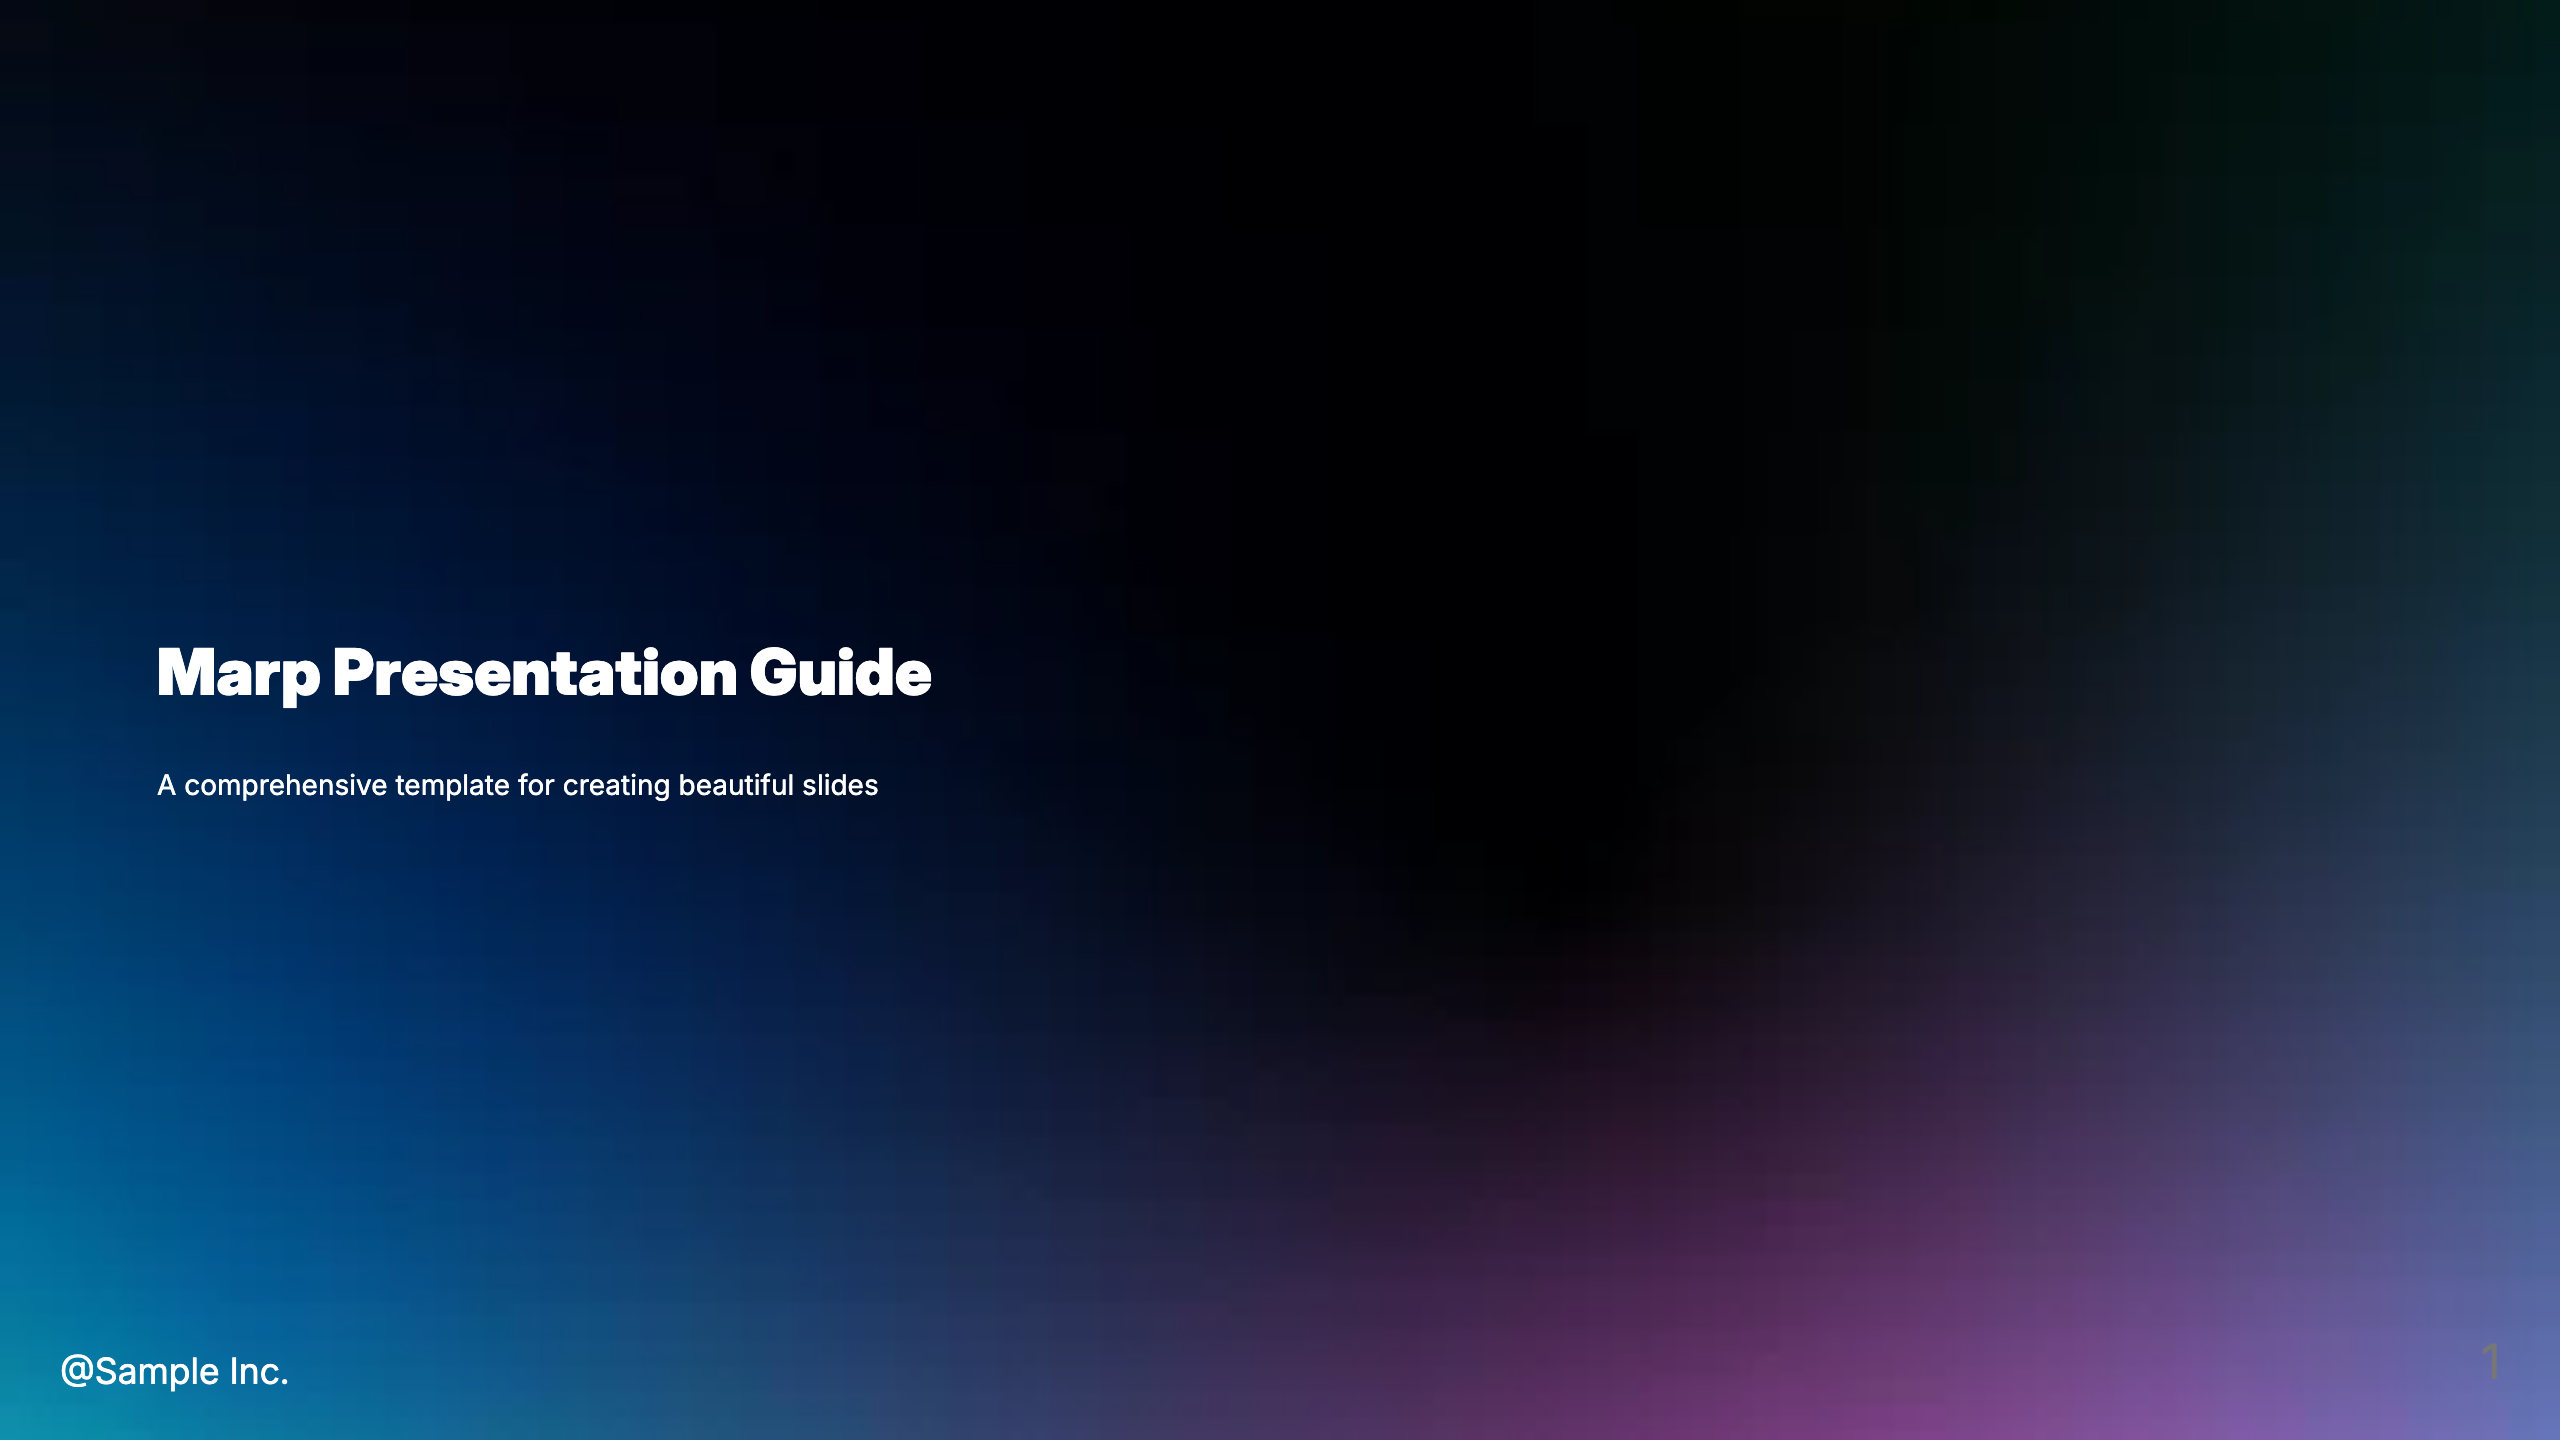 Marp Presentation Guide
A comprehensive template for creating beautiful slides
@Sample Inc.
1